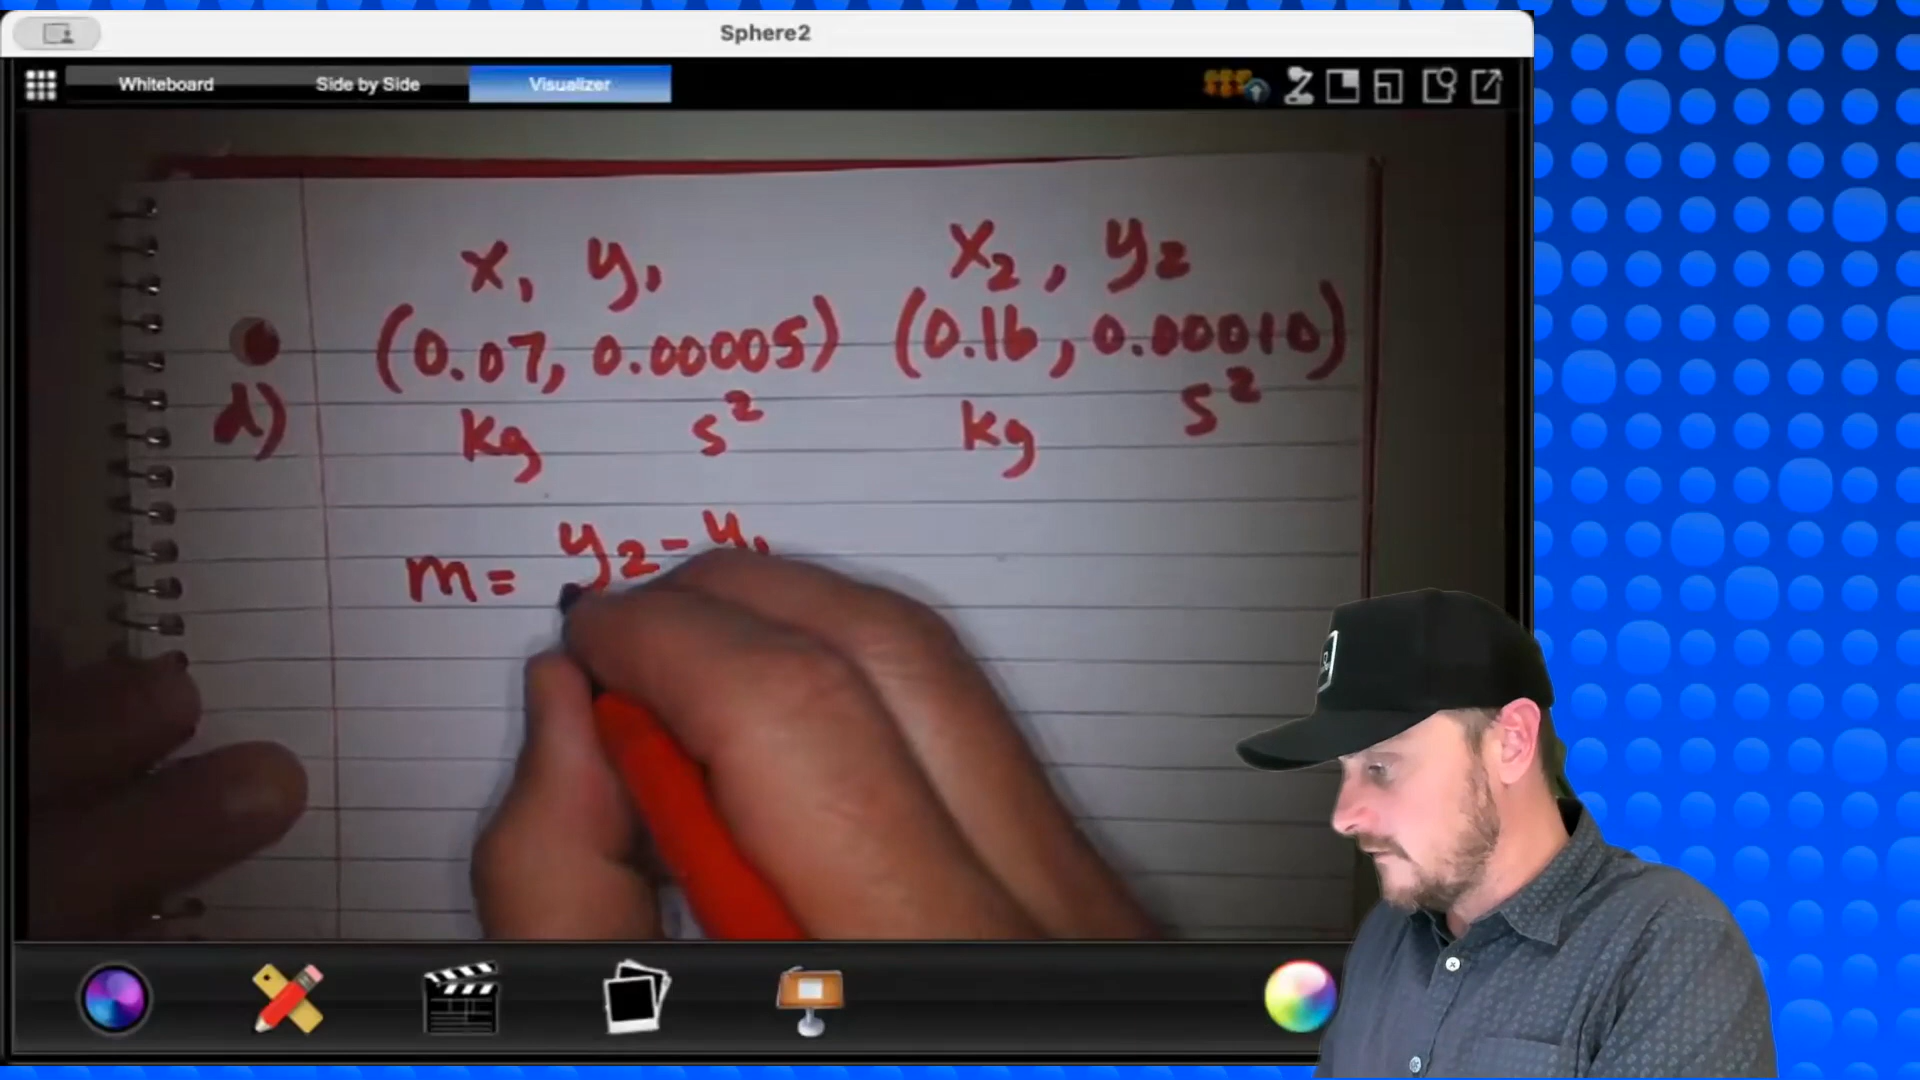 Sphere2
Whiteboard Side by Side Visualizer
x, y, x2, y2
(0.07, 0.00005) (0.16, 0.00010)
d) kg s² kg s²
m = y2 - y1